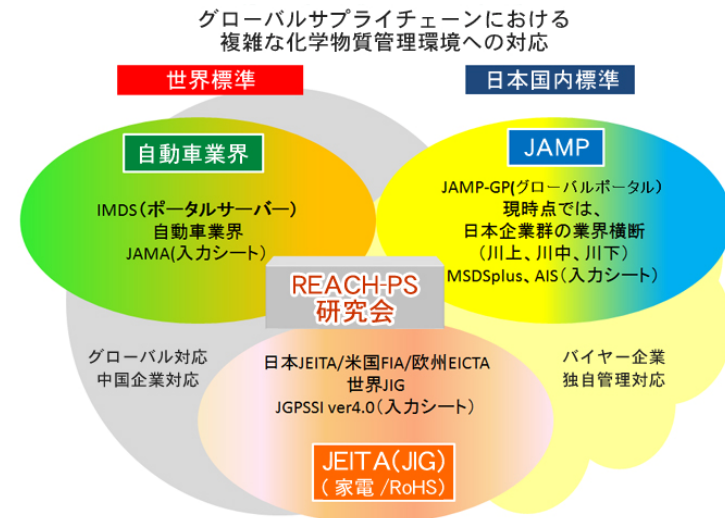 グローバルサプライチェーンにおける
複雑な化学物質管理環境への対応
世界標準
日本国内標準
自動車業界
IMDS(ポータルサーバー)
自動車業界
JAMA(入力シート)
JAMP
JAMP-GP(グローバルポータル)
現時点では、
日本企業群の業界横断
(川上、川中、川下)
MSDSplus、AIS(入力シート)
REACH-PS
研究会
グローバル対応
中国企業対応
日本JEITA/米国FIA/欧州EICTA
世界JIG
JGPSSI ver4.0(入力シート)
バイヤー企業
独自管理対応
JEITA(JIG)
(家電/RoHS)